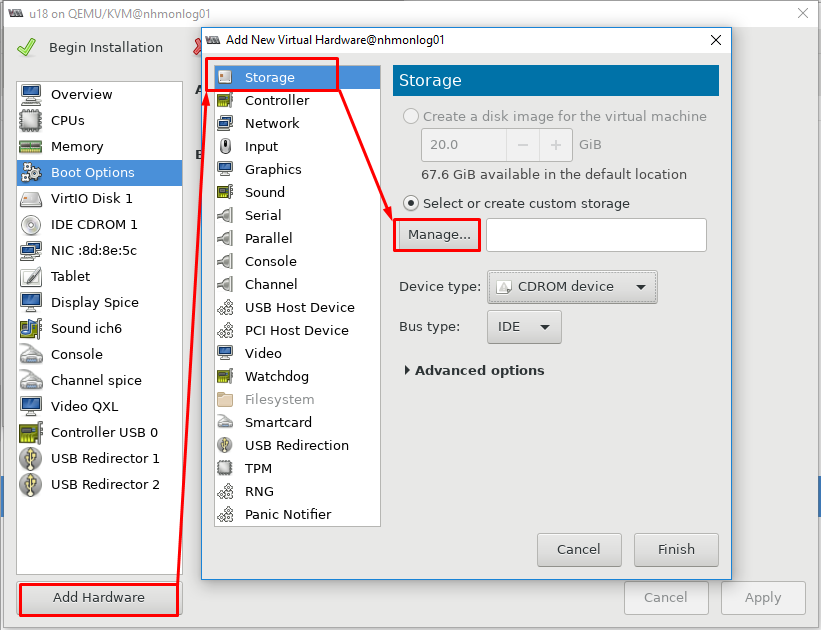 u18 on QEMU/KVM@nhmonlog01
Begin Installation
Overview
CPUs
Memory
Boot Options
VirtIO Disk 1
IDE CDROM 1
NIC :8d:8e:5c
Tablet
Display Spice
Sound ich6
Console
Channel spice
Video QXL
Controller USB 0
USB Redirector 1
USB Redirector 2
Add Hardware
Cancel
Apply
Add New Virtual Hardware@nhmonlog01
Storage
Controller
Network
Input
Graphics
Sound
Serial
Parallel
Console
Channel
USB Host Device
PCI Host Device
Video
Watchdog
Filesystem
Smartcard
USB Redirection
TPM
RNG
Panic Notifier
Storage
Create a disk image for the virtual machine
20.0 − + GiB
67.6 GiB available in the default location
Select or create custom storage
Manage...
Device type: CDROM device
Bus type: IDE
Advanced options
Cancel
Finish